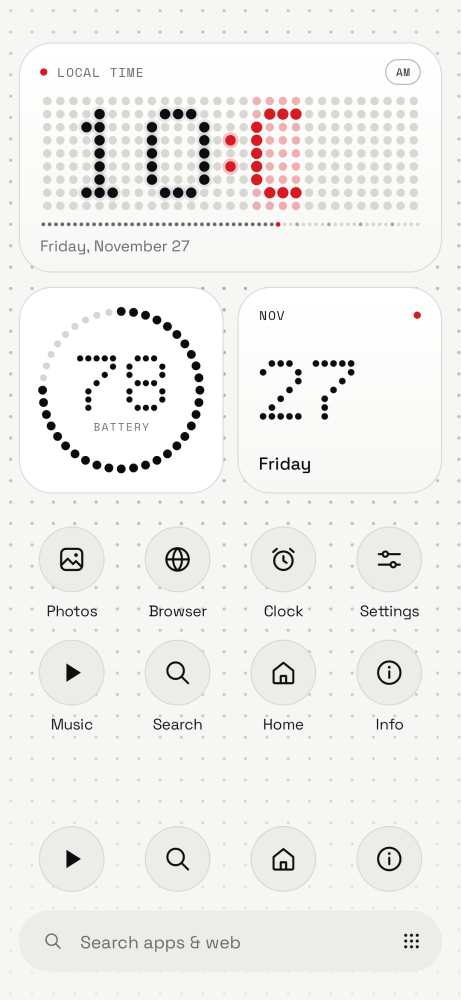 LOCAL TIME
AM
10:
Friday, November 27
78
BATTERY
NOV
27
Friday
Photos
Browser
Clock
Settings
Music
Search
Home
Info
Search apps & web